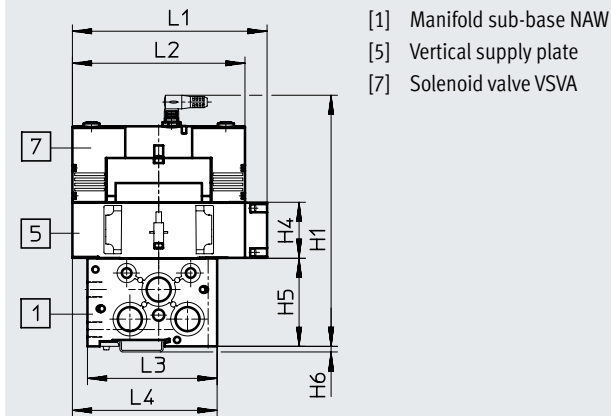 L1
L2
[1] Manifold sub-base NAW
[5] Vertical supply plate
[7] Solenoid valve VSVA
7
5
1
H4
H1
H5
H6
L3
L4